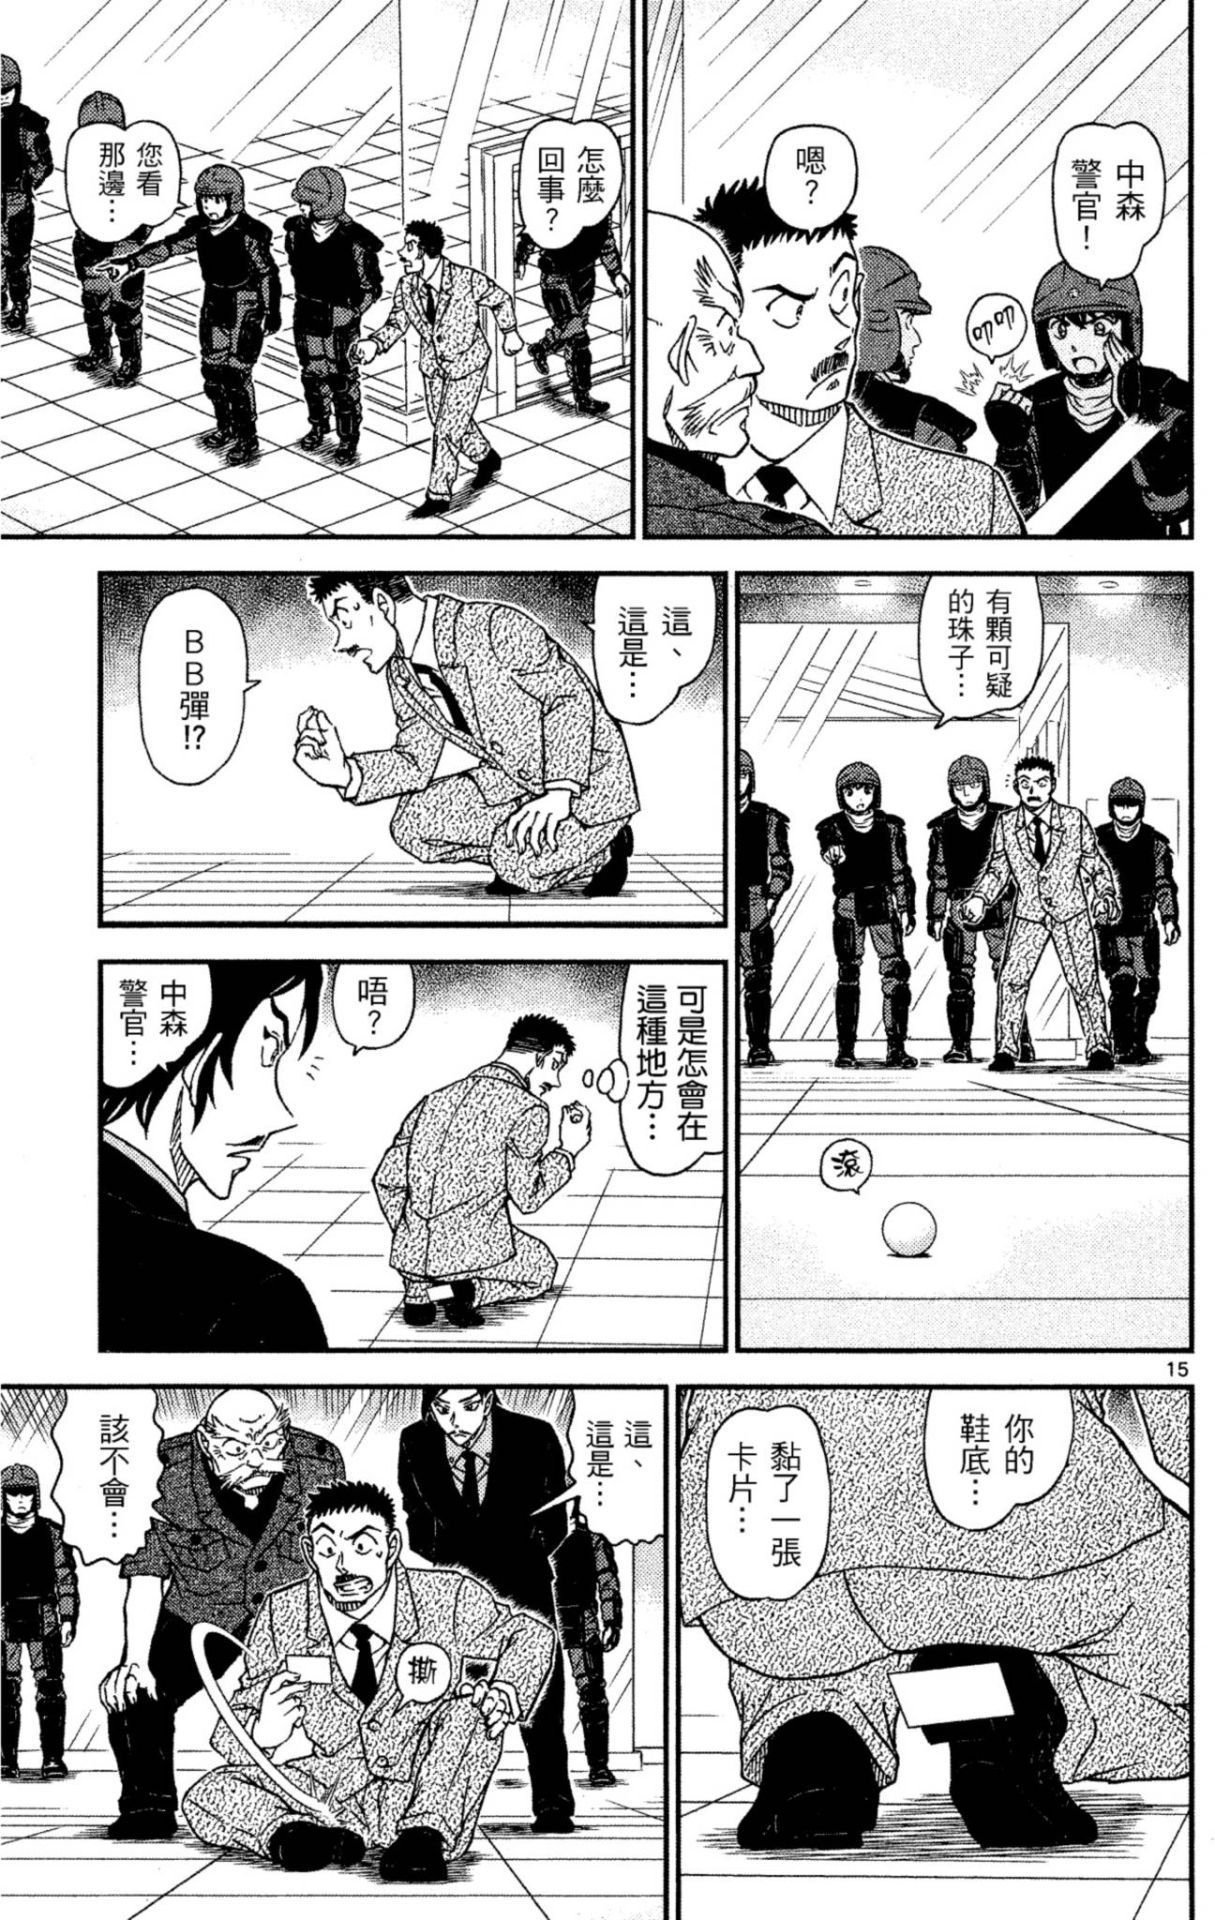 中森
警官！
叩叩
嗯？
怎麼
回事？
您看
那邊…
有顆可疑
的珠子…
滾
這、
這是…
ＢＢ彈!?
可是怎會在
這種地方…
唔？
中森
警官…
15
你的
鞋底…
黏了一張
卡片…
這、
這是…
撕
該不會…